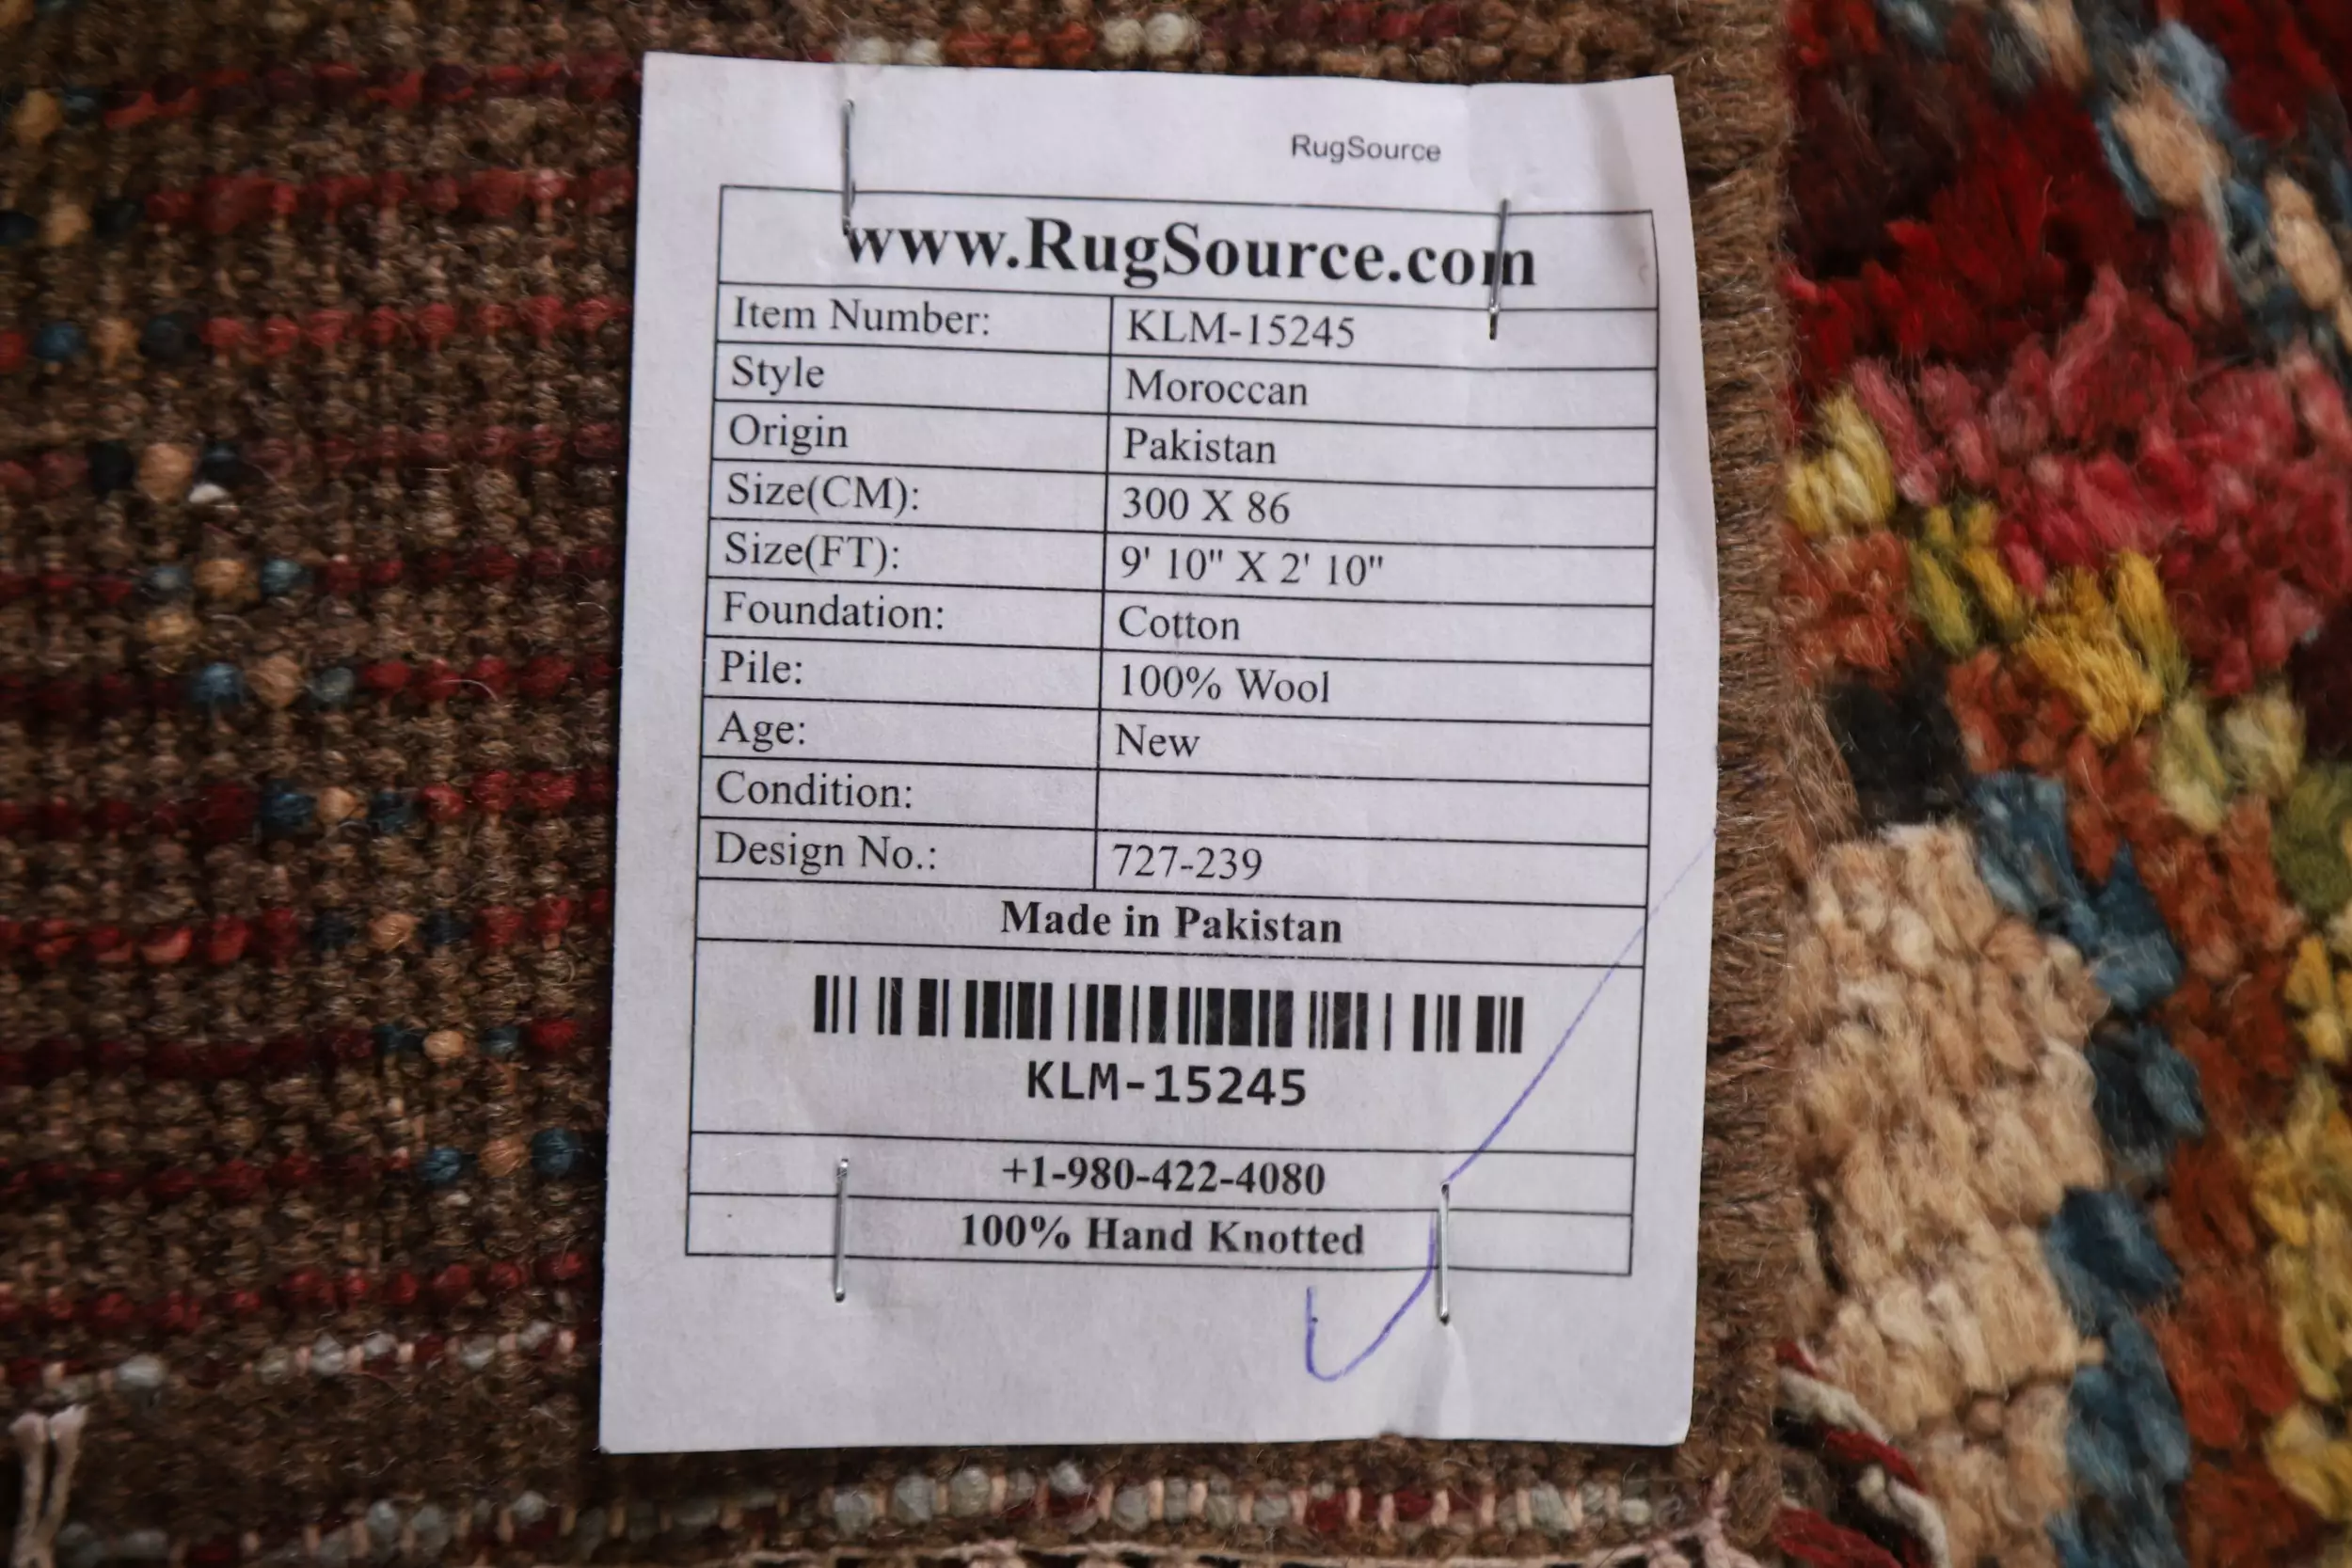 RugSource
www.RugSource.com
Item Number: KLM-15245
Style Moroccan
Origin Pakistan
Size(CM): 300 X 86
Size(FT): 9' 10" X 2' 10"
Foundation: Cotton
Pile: 100% Wool
Age: New
Condition:
Design No.: 727-239
Made in Pakistan
KLM-15245
+1-980-422-4080
100% Hand Knotted